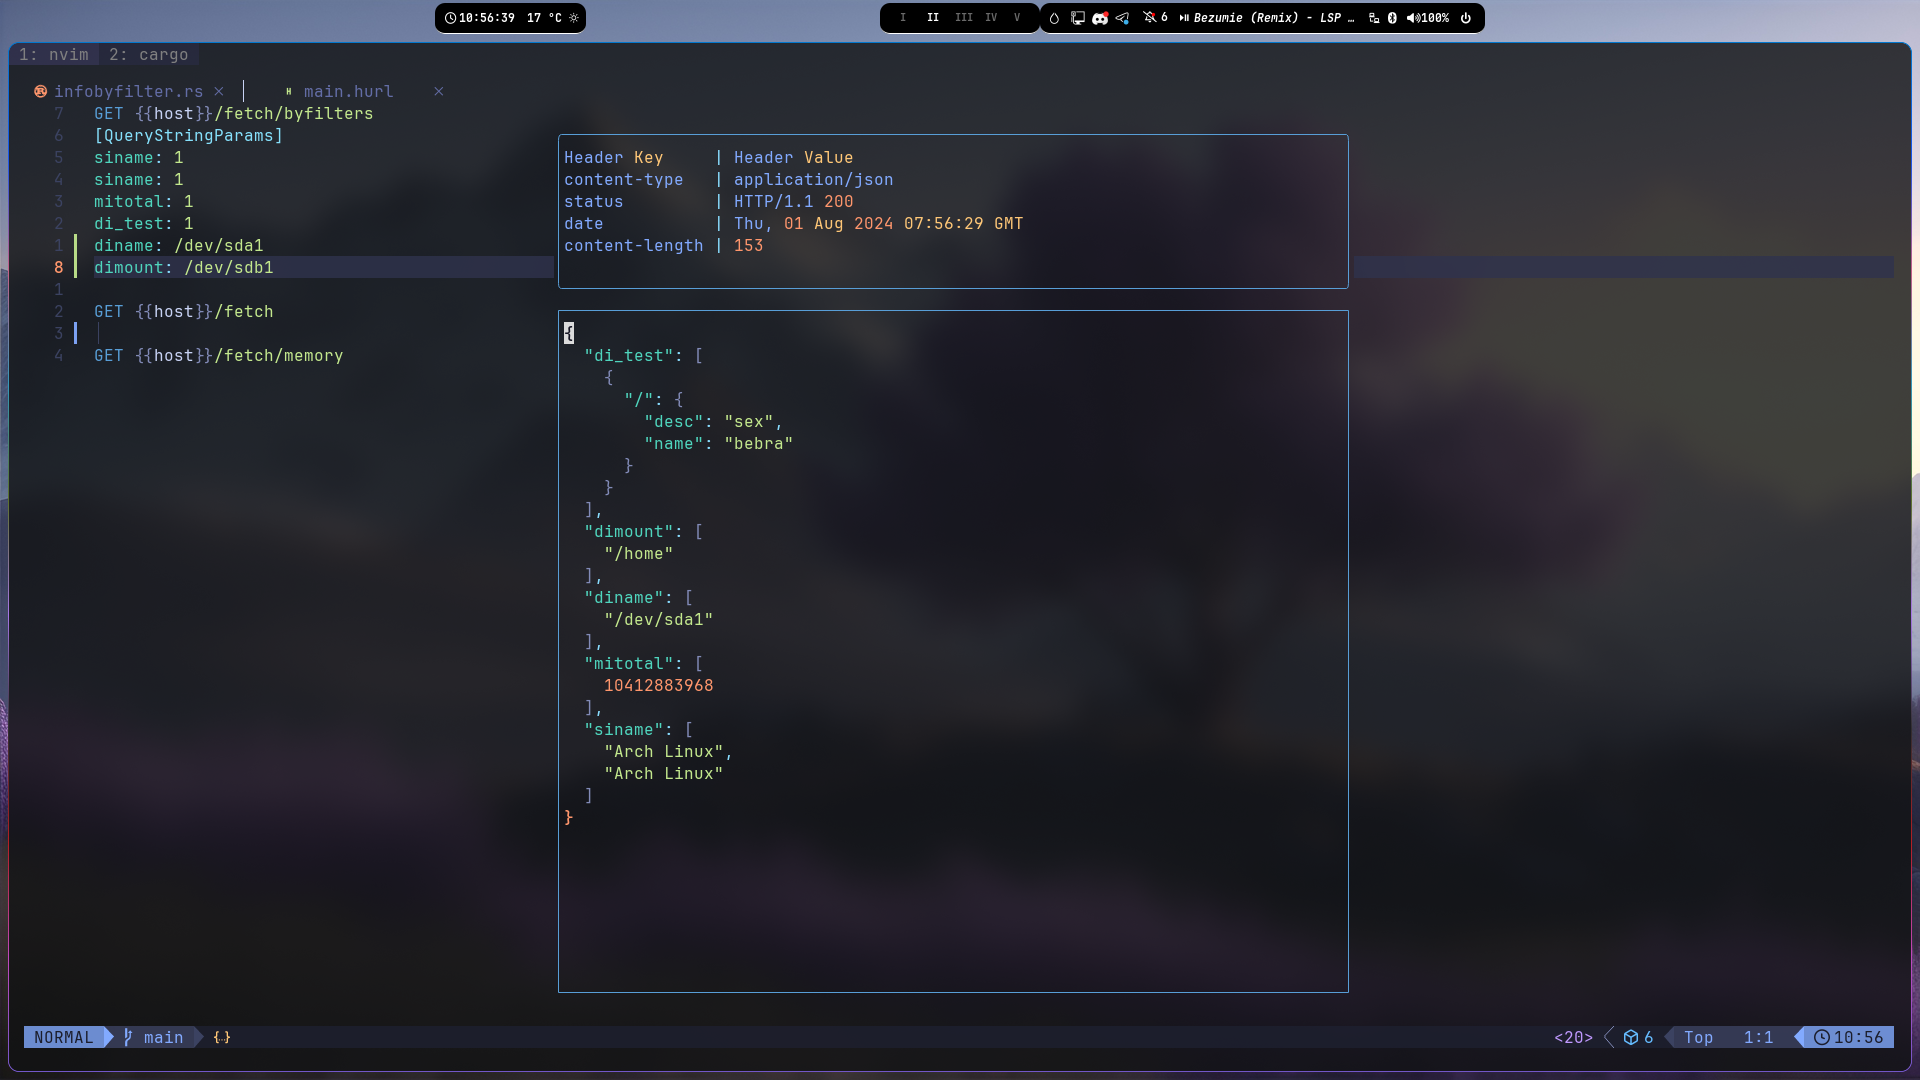 10:56:39 17 °C
I II III IV V
6 Bezumie (Remix) - LSP … 100%
1: nvim 2: cargo
infobyfilter.rs × main.hurl ×
7 GET {{host}}/fetch/byfilters
6 [QueryStringParams]
5 siname: 1
4 siname: 1
3 mitotal: 1
2 di_test: 1
1 diname: /dev/sda1
8 dimount: /dev/sdb1
1
2 GET {{host}}/fetch
3
4 GET {{host}}/fetch/memory
Header Key | Header Value
content-type | application/json
status | HTTP/1.1 200
date | Thu, 01 Aug 2024 07:56:29 GMT
content-length | 153
{
"di_test": [
{
"/": {
"desc": "sex",
"name": "bebra"
}
}
],
"dimount": [
"/home"
],
"diname": [
"/dev/sda1"
],
"mitotal": [
10412883968
],
"siname": [
"Arch Linux",
"Arch Linux"
]
}
NORMAL main {..} <20> 6 Top 1:1 10:56